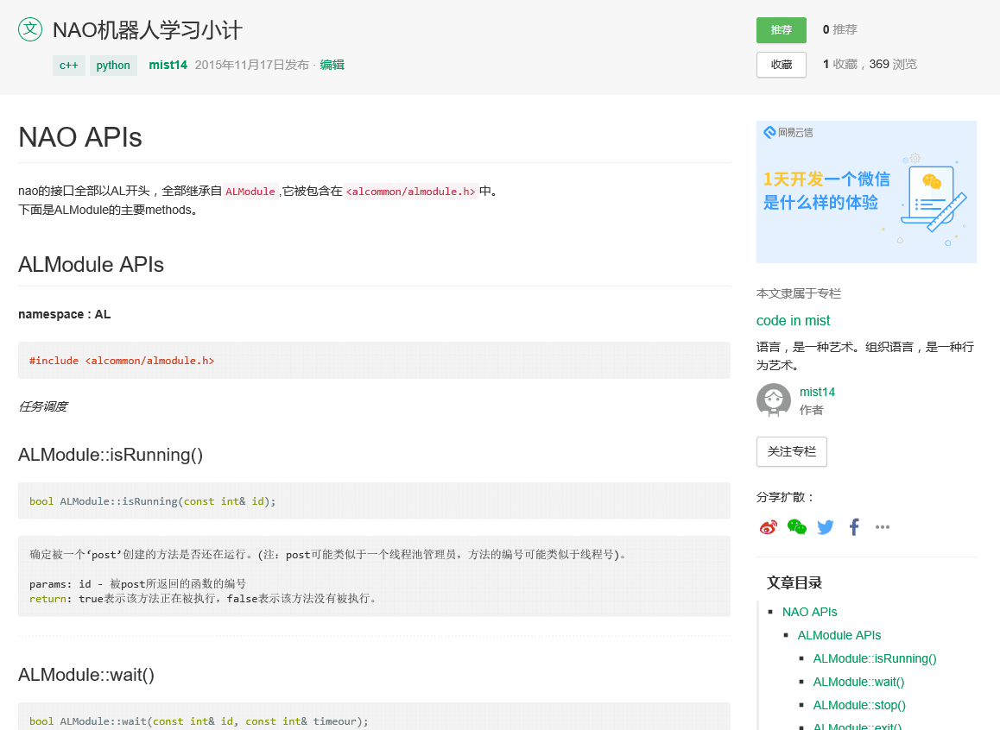 文 NAO机器人学习小计
c++ python mist14 2015年11月17日发布 · 编辑
推荐 0 推荐
收藏 1 收藏，369 浏览
NAO APIs
nao的接口全部以AL开头，全部继承自 ALModule ,它被包含在 <alcommon/almodule.h> 中。
下面是ALModule的主要methods。
ALModule APIs
namespace : AL
#include <alcommon/almodule.h>
任务调度
ALModule::isRunning()
bool ALModule::isRunning(const int& id);
确定被一个‘post’创建的方法是否还在运行。(注：post可能类似于一个线程池管理员，方法的编号可能类似于线程号)。
params: id - 被post所返回的函数的编号
return: true表示该方法正在被执行，false表示该方法没有被执行。
ALModule::wait()
bool ALModule::wait(const int& id, const int& timeour);
网易云信
1天开发一个微信
是什么样的体验
本文隶属于专栏
code in mist
语言，是一种艺术。组织语言，是一种行
为艺术。
mist14
作者
关注专栏
分享扩散：
文章目录
NAO APIs
ALModule APIs
ALModule::isRunning()
ALModule::wait()
ALModule::stop()
ALModule::exit()